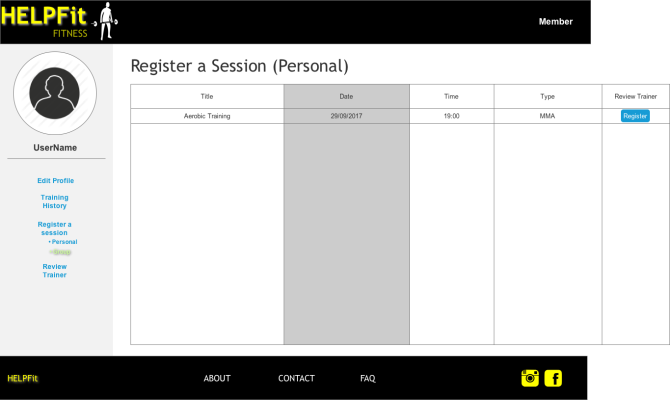 HELPFit
FITNESS
Member
UserName
Edit Profile
Training
History
Register a
session
• Personal
• Group
Review
Trainer
Register a Session (Personal)
Title Date Time Type Review Trainer
Aerobic Training 29/09/2017 19:00 MMA Register
HELPFit ABOUT CONTACT FAQ